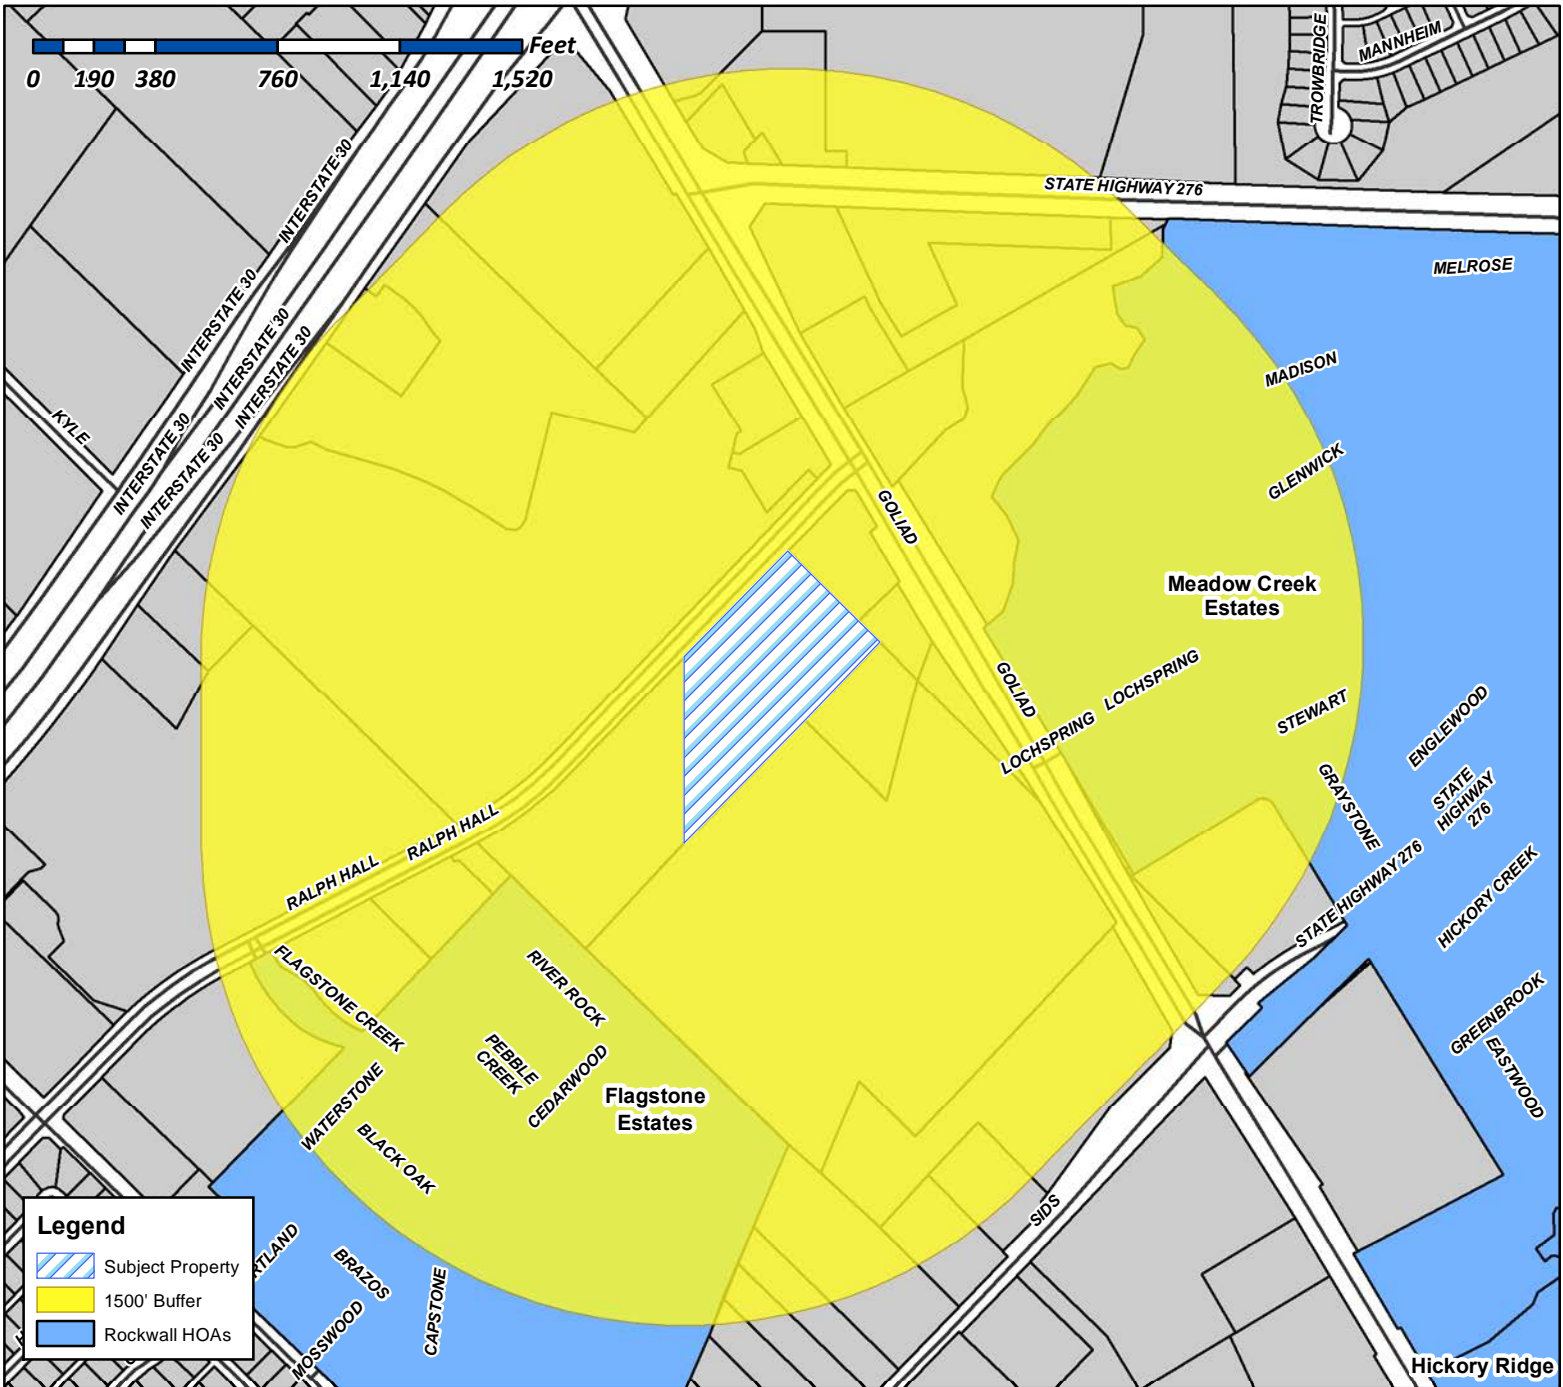 Feet
0 190 380 760 1,140 1,520
TROWBRIDGE
MANNHEIM
INTERSTATE 30
STATE HIGHWAY 276
MELROSE
INTERSTATE 30
INTERSTATE 30
INTERSTATE 30
MADISON
KYLE
INTERSTATE 30
INTERSTATE 30
GLENWICK
GOLIAD
Meadow Creek
Estates
GOLIAD
LOCHSPRING
LOCHSPRING
STEWART
ENGLEWOOD
STATE
HIGHWAY
276
GRAYSTONE
RALPH HALL
RALPH HALL
STATE HIGHWAY 276
HICKORY CREEK
FLAGSTONE CREEK
RIVER ROCK
GREENBROOK
PEBBLE
CREEK
CEDARWOOD
EASTWOOD
WATERSTONE
Flagstone
Estates
BLACK OAK
SIDS
Legend
Subject Property
1500' Buffer
Rockwall HOAs
RTLAND
BRAZOS
CAPSTONE
MOSSWOOD
Hickory Ridge